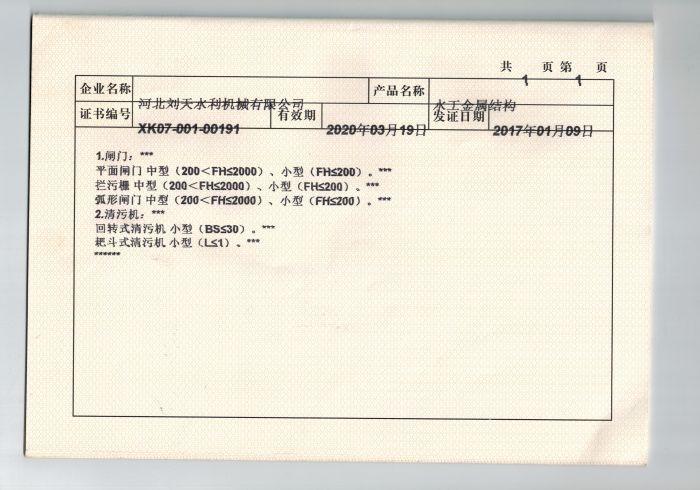 共 1 页 第 1 页
企业名称 河北刘天水利机械有限公司 产品名称 水工金属结构
证书编号 XK07-001-00191 有效期 2020年03月19日 发证日期 2017年01月09日
1.闸门：***
平面闸门 中型（200＜FH≤2000）、小型（FH≤200）。***
拦污栅 中型（200＜FH≤2000）、小型（FH≤200）。***
弧形闸门 中型（200＜FH≤2000）、小型（FH≤200）。***
2.清污机：***
回转式清污机 小型（BS≤30）。***
耙斗式清污机 小型（L≤1）。***
******